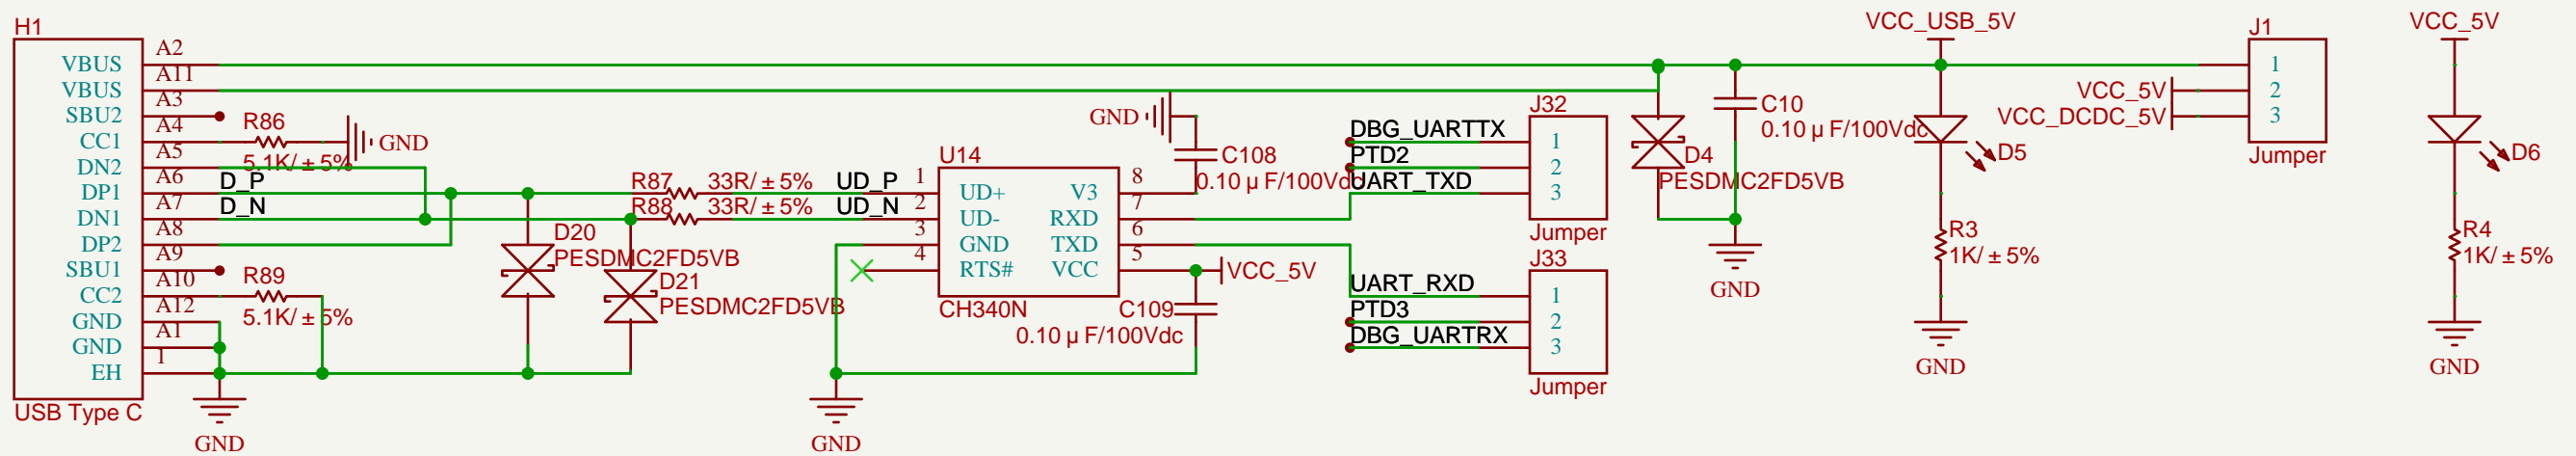 H1
VBUS A2
VBUS A11
SBU2 A3
CC1 A4
DN2 A5
DP1 A6
DN1 A7
DP2 A8
SBU1 A9
CC2 A10
GND A12
GND A1
EH 1
USB Type C
R86
5.1K/±5%
GND
D_P
D_N
R89
5.1K/±5%
GND
R87 33R/±5% UD_P
R88 33R/±5% UD_N
D20
PESDMC2FD5VB
D21
PESDMC2FD5VB
U14
1 UD+ V3 8
2 UD- RXD 7
3 GND TXD 6
4 RTS# VCC 5
CH340N
GND
GND
C108
0.10µF/100Vdc
VCC_5V
C109
0.10µF/100Vdc
J32
DBG_UARTTX 1
PTD2 2
UART_TXD 3
Jumper
J33
UART_RXD 1
PTD3 2
DBG_UARTRX 3
Jumper
D4
PESDMC2FD5VB
C10
0.10µF/100Vdc
GND
VCC_USB_5V
D5
R3
1K/±5%
GND
J1
1
VCC_5V 2
VCC_DCDC_5V 3
Jumper
VCC_5V
D6
R4
1K/±5%
GND